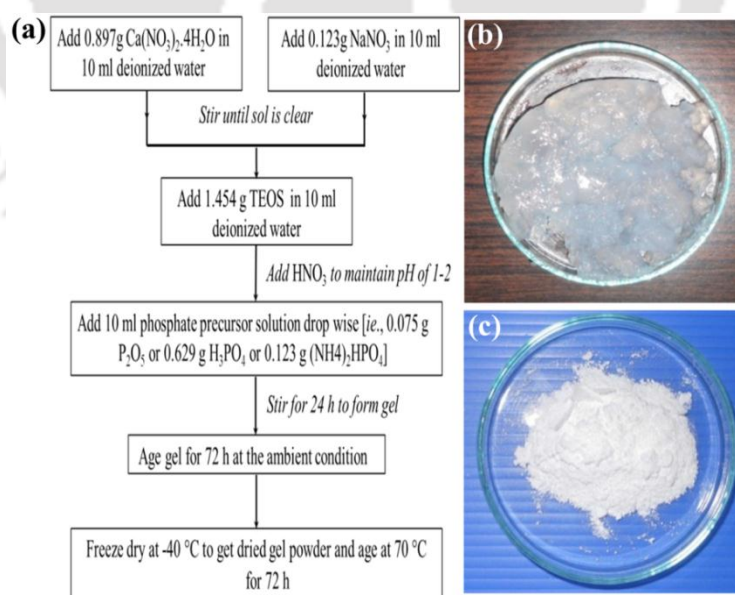 (a)
Add 0.897g Ca(NO₃)₂.4H₂O in
10 ml deionized water
Add 0.123g NaNO₃ in 10 ml
deionized water
Stir until sol is clear
Add 1.454 g TEOS in 10 ml
deionized water
Add HNO₃ to maintain pH of 1-2
Add 10 ml phosphate precursor solution drop wise [ie., 0.075 g
P₂O₅ or 0.629 g H₃PO₄ or 0.123 g (NH4)₂HPO₄]
Stir for 24 h to form gel
Age gel for 72 h at the ambient condition
Freeze dry at -40 °C to get dried gel powder and age at 70 °C
for 72 h
(b)
(c)